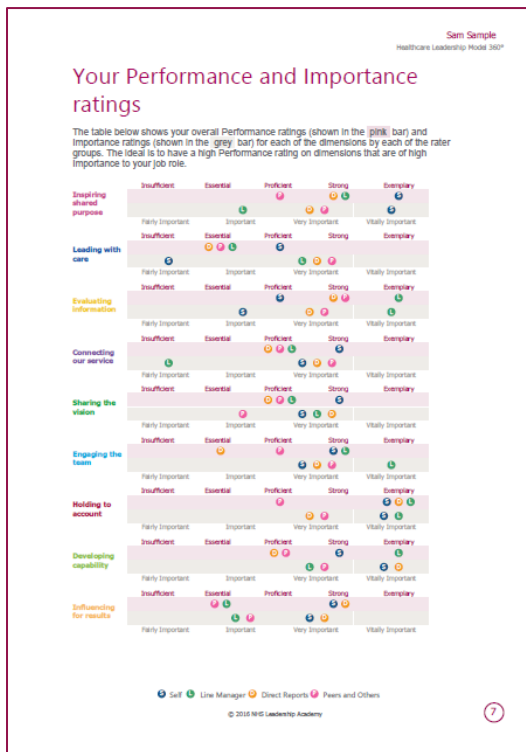 Sam Sample
Healthcare Leadership Model 360°
Your Performance and Importance
ratings
The table below shows your overall Performance ratings (shown in the pink bar) and
Importance ratings (shown in the grey bar) for each of the dimensions by each of the rater
groups. The ideal is to have a high Performance rating on dimensions that are of high
importance to your job role.
Insufficient Essential Proficient Strong Exemplary
Inspiring shared purpose
P D L S
L D P S
Fairly Important Important Very Important Vitally Important
Insufficient Essential Proficient Strong Exemplary
Leading with care
D P L S
S L D P
Fairly Important Important Very Important Vitally Important
Insufficient Essential Proficient Strong Exemplary
Evaluating information
S D P L
S D P L
Fairly Important Important Very Important Vitally Important
Insufficient Essential Proficient Strong Exemplary
Connecting our service
D P L S
L S D P
Fairly Important Important Very Important Vitally Important
Insufficient Essential Proficient Strong Exemplary
Sharing the vision
D P L S
P S L D
Fairly Important Important Very Important Vitally Important
Insufficient Essential Proficient Strong Exemplary
Engaging the team
D P S L
S D P L
Fairly Important Important Very Important Vitally Important
Insufficient Essential Proficient Strong Exemplary
Holding to account
P S D L
D P S L
Fairly Important Important Very Important Vitally Important
Insufficient Essential Proficient Strong Exemplary
Developing capability
D P S L
L P S D
Fairly Important Important Very Important Vitally Important
Insufficient Essential Proficient Strong Exemplary
Influencing for results
P L S D
L P S D
Fairly Important Important Very Important Vitally Important
S Self L Line Manager D Direct Reports P Peers and Others
© 2016 NHS Leadership Academy
7